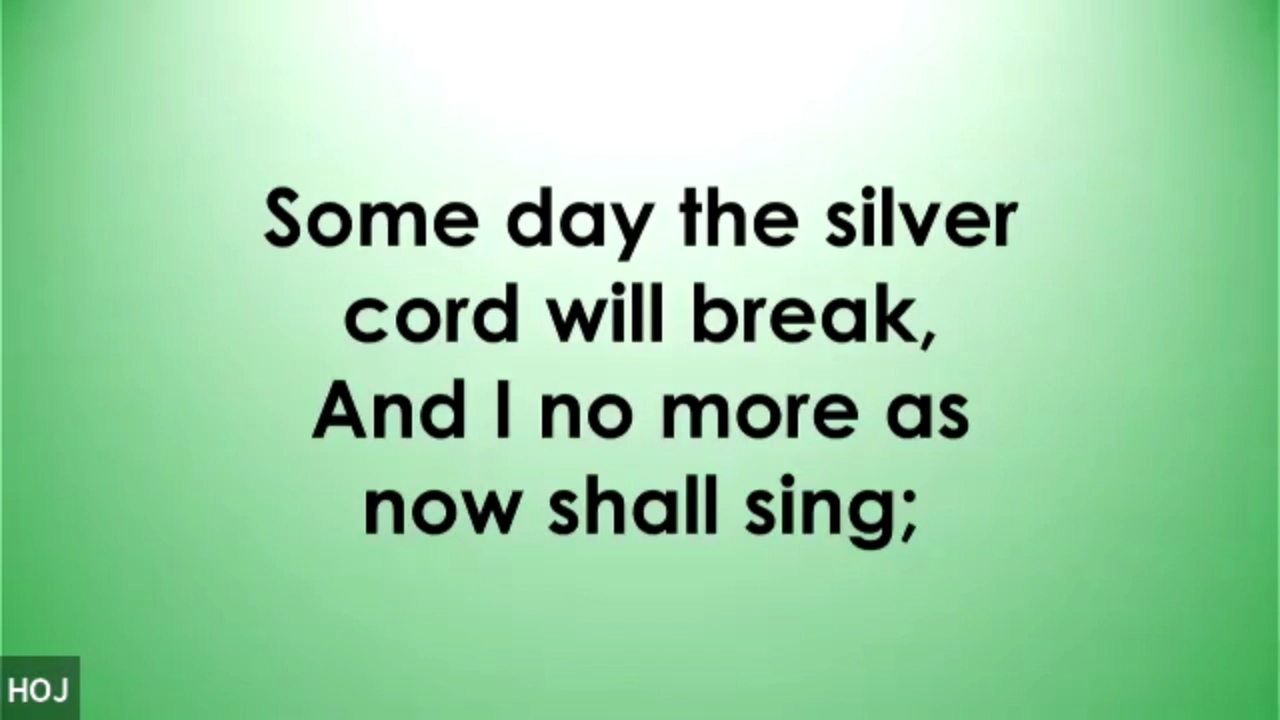 Some day the silver
cord will break,
And I no more as
now shall sing;
HOJ